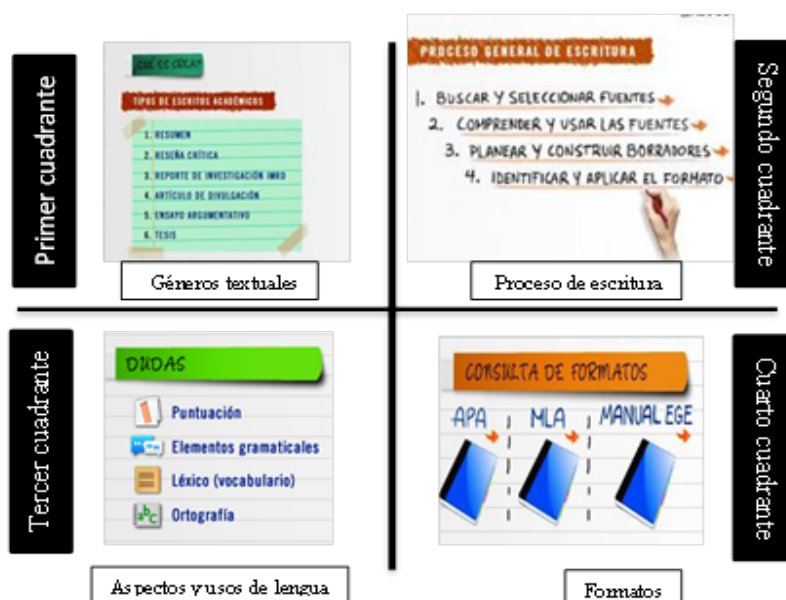 Primer cuadrante
¿QUÉ ES CREA?
TIPOS DE ESCRITOS ACADÉMICOS
1. RESUMEN
2. RESEÑA CRÍTICA
3. REPORTE DE INVESTIGACIÓN IMRD
4. ARTÍCULO DE DIVULGACIÓN
5. ENSAYO ARGUMENTATIVO
6. TESIS
Géneros textuales
PROCESO GENERAL DE ESCRITURA
1. BUSCAR Y SELECCIONAR FUENTES
2. COMPRENDER Y USAR LAS FUENTES
3. PLANEAR Y CONSTRUIR BORRADORES
4. IDENTIFICAR Y APLICAR EL FORMATO
Proceso de escritura
Segundo cuadrante
Tercer cuadrante
DUDAS
Puntuación
Elementos gramaticales
Léxico (vocabulario)
abc Ortografía
Aspectos y usos de lengua
CONSULTA DE FORMATOS
APA MLA MANUAL EGE
Formatos
Cuarto cuadrante